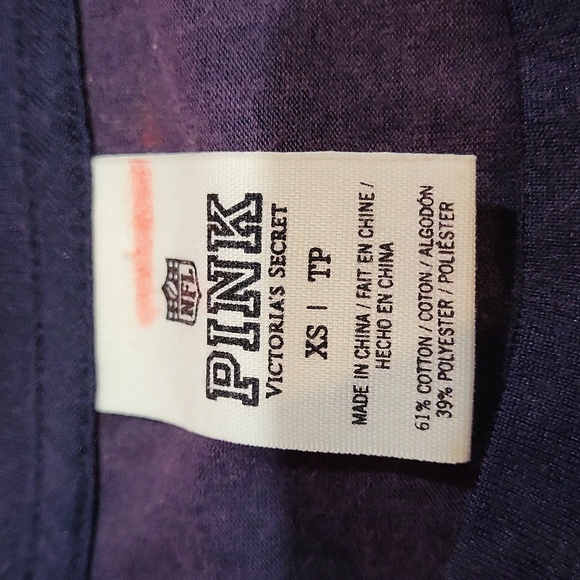 NFL
PINK
VICTORIA'S SECRET
XS | TP
MADE IN CHINA / FAIT EN CHINE /
HECHO EN CHINA
61% COTTON / COTON / ALGODÓN
39% POLYESTER / POLIÉSTER